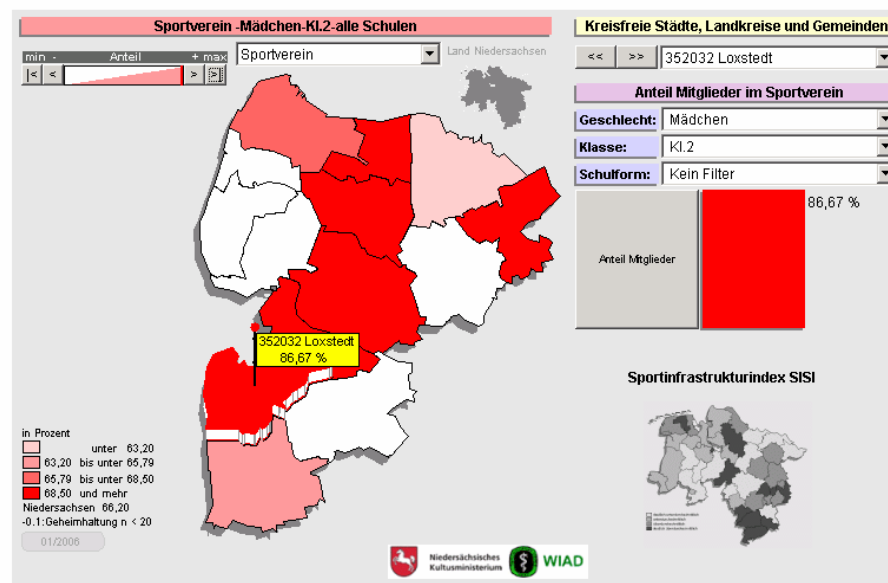 Sportverein -Mädchen-Kl.2-alle Schulen
min - Anteil + max
|< < > >|
Sportverein
Land Niedersachsen
Kreisfreie Städte, Landkreise und Gemeinden
<< >> 352032 Loxstedt
Anteil Mitglieder im Sportverein
Geschlecht: Mädchen
Klasse: Kl.2
Schulform: Kein Filter
86,67 %
Anteil Mitglieder
352032 Loxstedt
86,67 %
Sportinfrastrukturindex SISI
in Prozent
unter 63,20
63,20 bis unter 65,79
65,79 bis unter 68,50
68,50 und mehr
Niedersachsen 66,20
-0.1:Geheimhaltung n < 20
01/2006
Niedersächsisches
Kultusministerium
WIAD